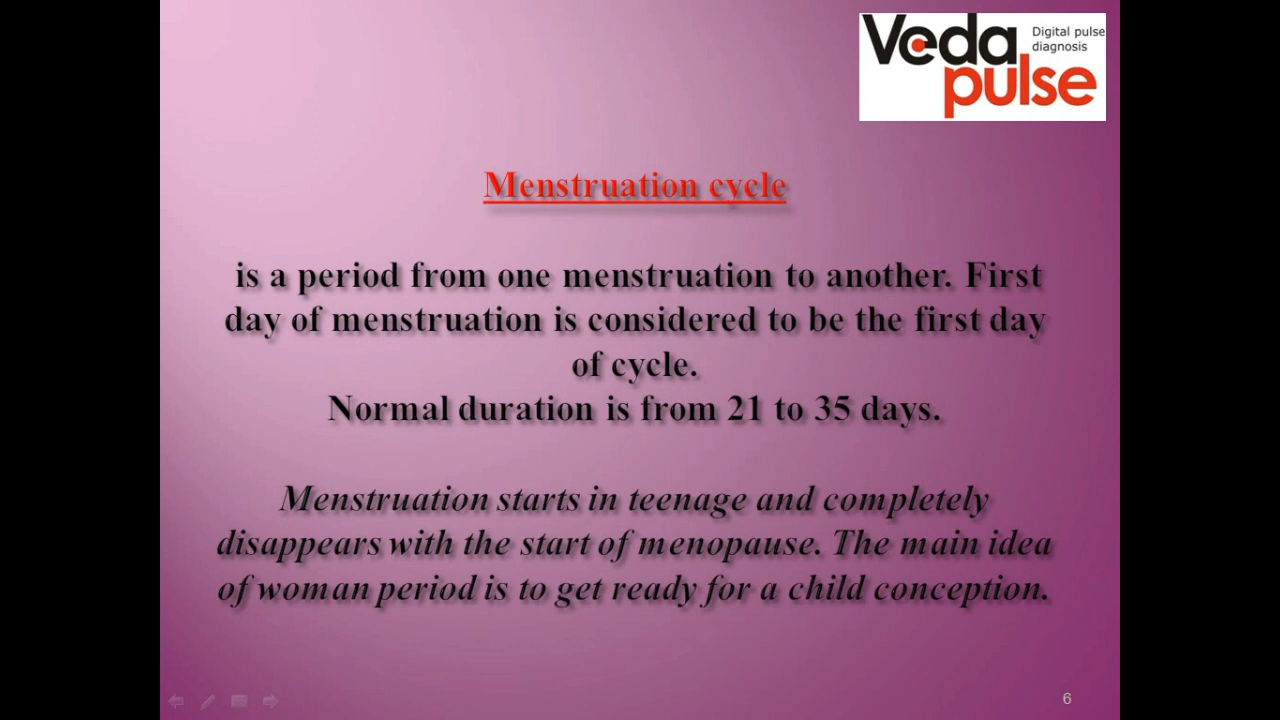 Veda
pulse
Digital pulse
diagnosis
Menstruation cycle
is a period from one menstruation to another. First
day of menstruation is considered to be the first day
of cycle.
Normal duration is from 21 to 35 days.
Menstruation starts in teenage and completely
disappears with the start of menopause. The main idea
of woman period is to get ready for a child conception.
6